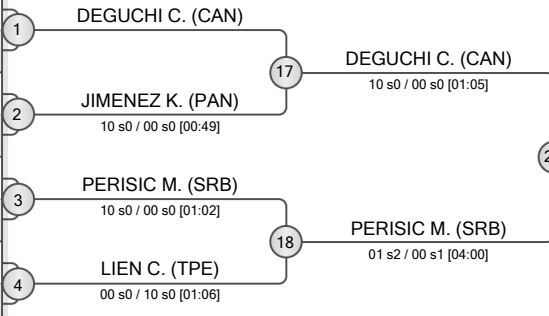 DEGUCHI C. (CAN)
1
17
DEGUCHI C. (CAN)
10 s0 / 00 s0 [01:05]
JIMENEZ K. (PAN)
2
10 s0 / 00 s0 [00:49]
2
PERISIC M. (SRB)
3
10 s0 / 00 s0 [01:02]
18
PERISIC M. (SRB)
01 s2 / 00 s1 [04:00]
LIEN C. (TPE)
4
00 s0 / 10 s0 [01:06]